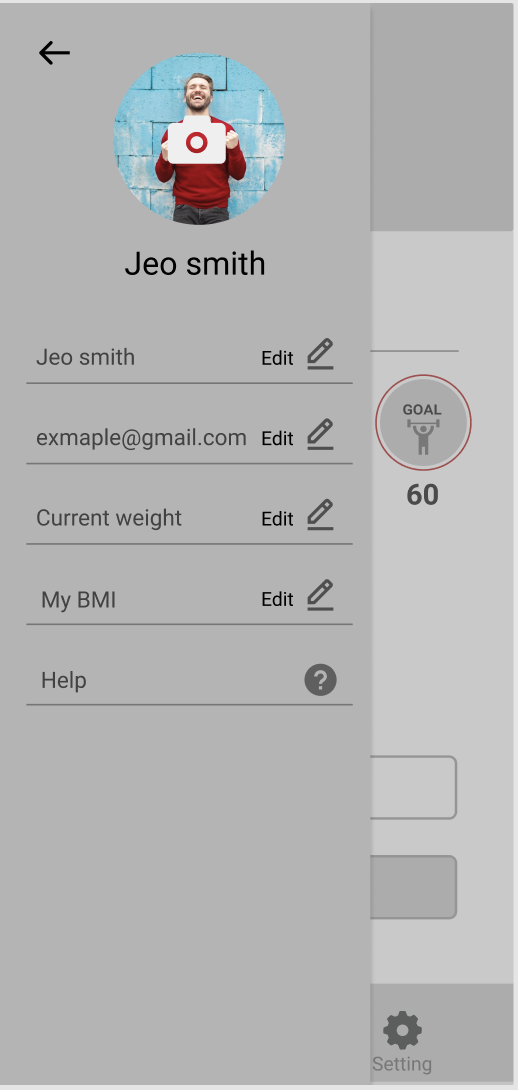 Jeo smith
Jeo smith Edit
exmaple@gmail.com Edit
Current weight Edit
My BMI Edit
Help ?
GOAL
60
Setting